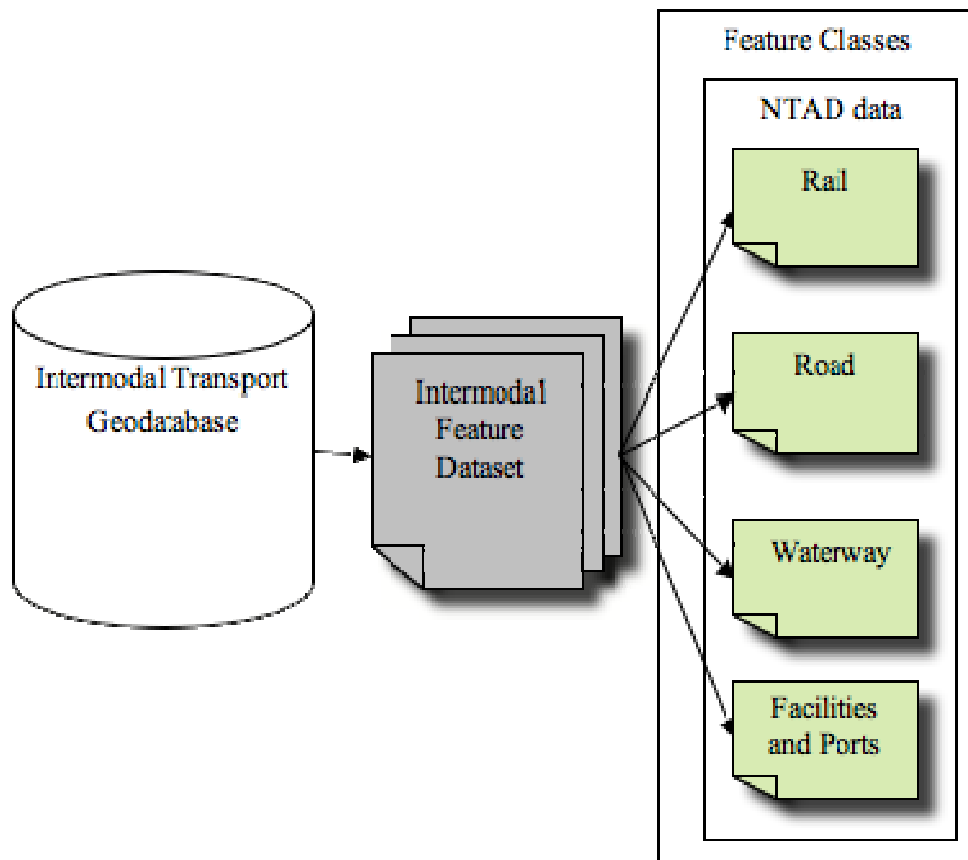 Feature Classes
NTAD data
Rail
Intermodal Transport
Geodatabase
Intermodal
Feature
Dataset
Road
Waterway
Facilities
and Ports